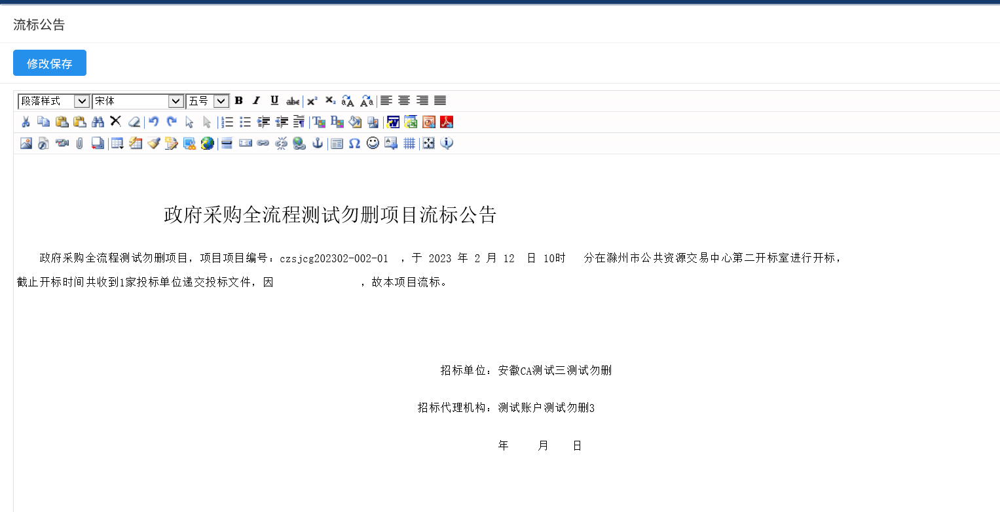 流标公告
修改保存
段落样式 宋体 五号
政府采购全流程测试勿删项目流标公告
政府采购全流程测试勿删项目，项目项目编号：czsjcg202302-002-01 ，于 2023 年 2 月 12 日 10时 分在滁州市公共资源交易中心第二开标室进行开标，
截止开标时间共收到1家投标单位递交投标文件，因 ，故本项目流标。
招标单位：安徽CA测试三测试勿删
招标代理机构：测试账户测试勿删3
年 月 日